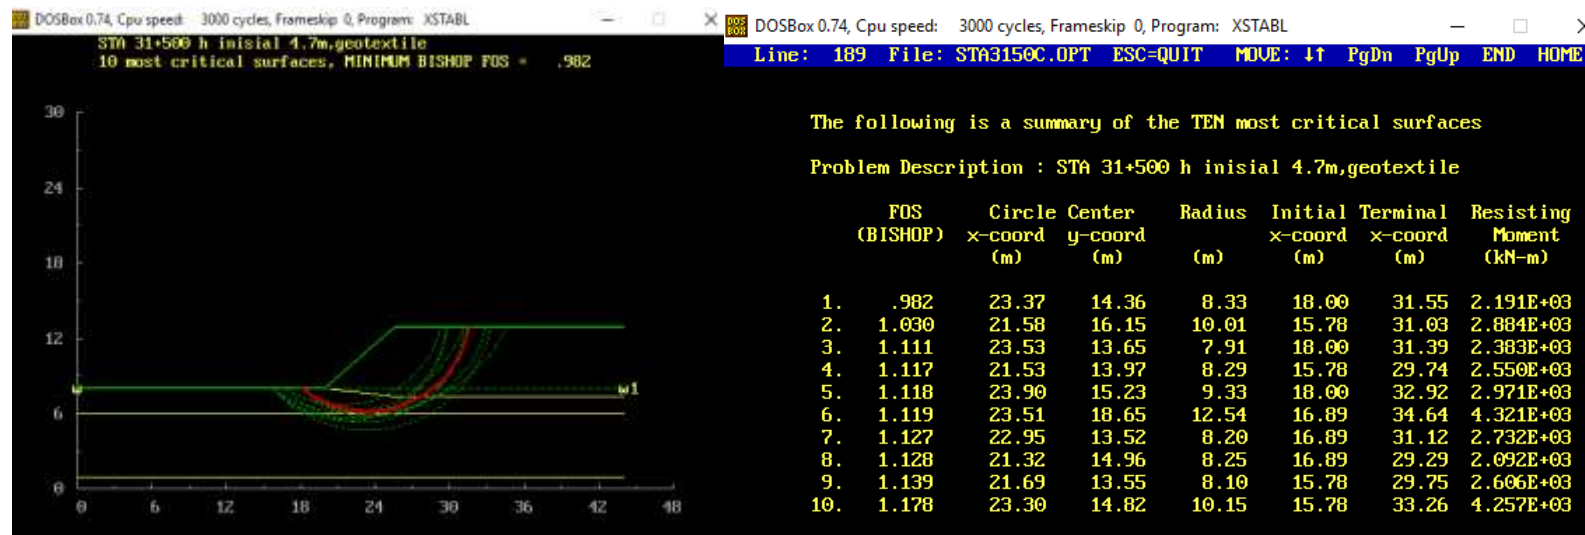 DOSBox 0.74, Cpu speed: 3000 cycles, Frameskip 0, Program: XSTABL
STA 31+500 h inisial 4.7m,geotextile
10 most critical surfaces, MINIMUM BISHOP FOS = .982
30
24
18
12
6
0
1
0 6 12 18 24 30 36 42 48
DOSBox 0.74, Cpu speed: 3000 cycles, Frameskip 0, Program: XSTABL
Line: 189 File: STA3150C.OPT ESC=QUIT MOVE: ↓↑ PgDn PgUp END HOME
The following is a summary of the TEN most critical surfaces
Problem Description : STA 31+500 h inisial 4.7m,geotextile
FOS Circle Center Radius Initial Terminal Resisting
(BISHOP) x-coord y-coord x-coord x-coord Moment
(m) (m) (m) (m) (m) (kN-m)
1. .982 23.37 14.36 8.33 18.00 31.55 2.191E+03
2. 1.030 21.58 16.15 10.01 15.78 31.03 2.884E+03
3. 1.111 23.53 13.65 7.91 18.00 31.39 2.383E+03
4. 1.117 21.53 13.97 8.29 15.78 29.74 2.550E+03
5. 1.118 23.90 15.23 9.33 18.00 32.92 2.971E+03
6. 1.119 23.51 18.65 12.54 16.89 34.64 4.321E+03
7. 1.127 22.95 13.52 8.20 16.89 31.12 2.732E+03
8. 1.128 21.32 14.96 8.25 16.89 29.29 2.092E+03
9. 1.139 21.69 13.55 8.10 15.78 29.75 2.606E+03
10. 1.178 23.30 14.82 10.15 15.78 33.26 4.257E+03